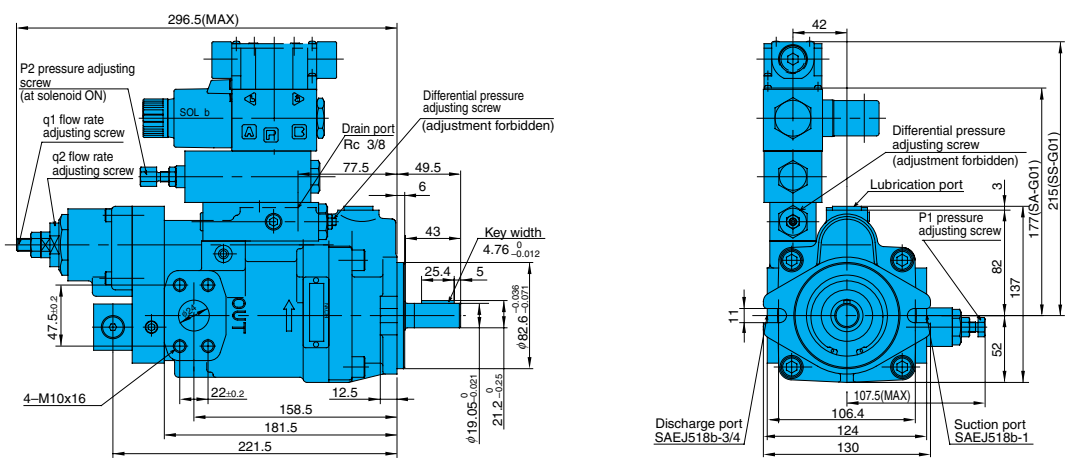 296.5(MAX)
P2 pressure adjusting
screw
(at solenoid ON)
q1 flow rate
adjusting screw
q2 flow rate
adjusting screw
SOL b
A P B
Drain port
Rc 3/8
Differential pressure
adjusting screw
(adjustment forbidden)
77.5
49.5
6
43
Key width
4.76 0 -0.012
25.4
5
47.5±0.2
ø24
OUT
φ82.6 -0.036 -0.071
4–M10x16
22±0.2
12.5
158.5
181.5
221.5
φ19.05 0 -0.021
21.2 0 -0.25
42
Differential pressure
adjusting screw
(adjustment forbidden)
Lubrication port
P1 pressure
adjusting screw
3
82
137
177(SA-G01)
215(SS-G01)
11
52
107.5(MAX)
106.4
124
130
Discharge port
SAEJ518b-3/4
Suction port
SAEJ518b-1